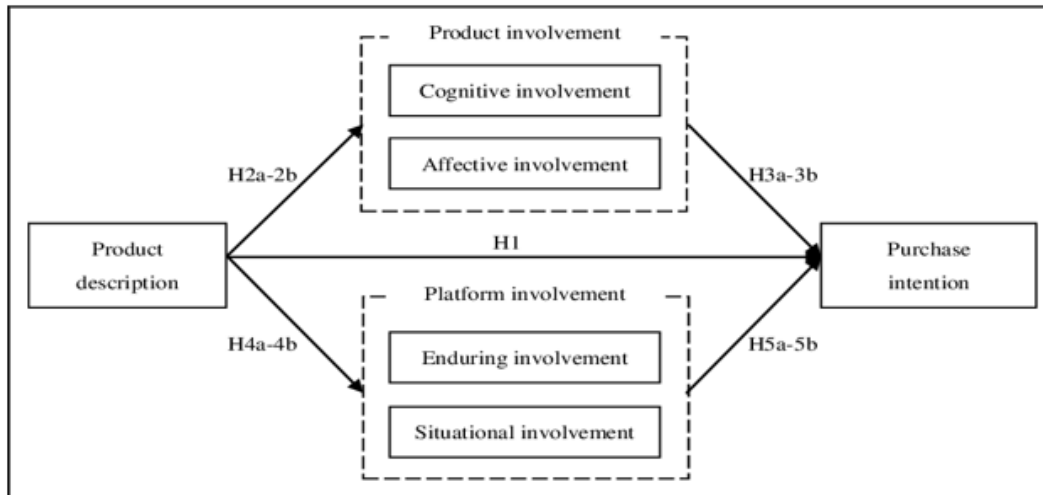 Product involvement
Cognitive involvement
Affective involvement
H2a-2b
H3a-3b
Product
description
H1
Purchase
intention
Platform involvement
H4a-4b
H5a-5b
Enduring involvement
Situational involvement